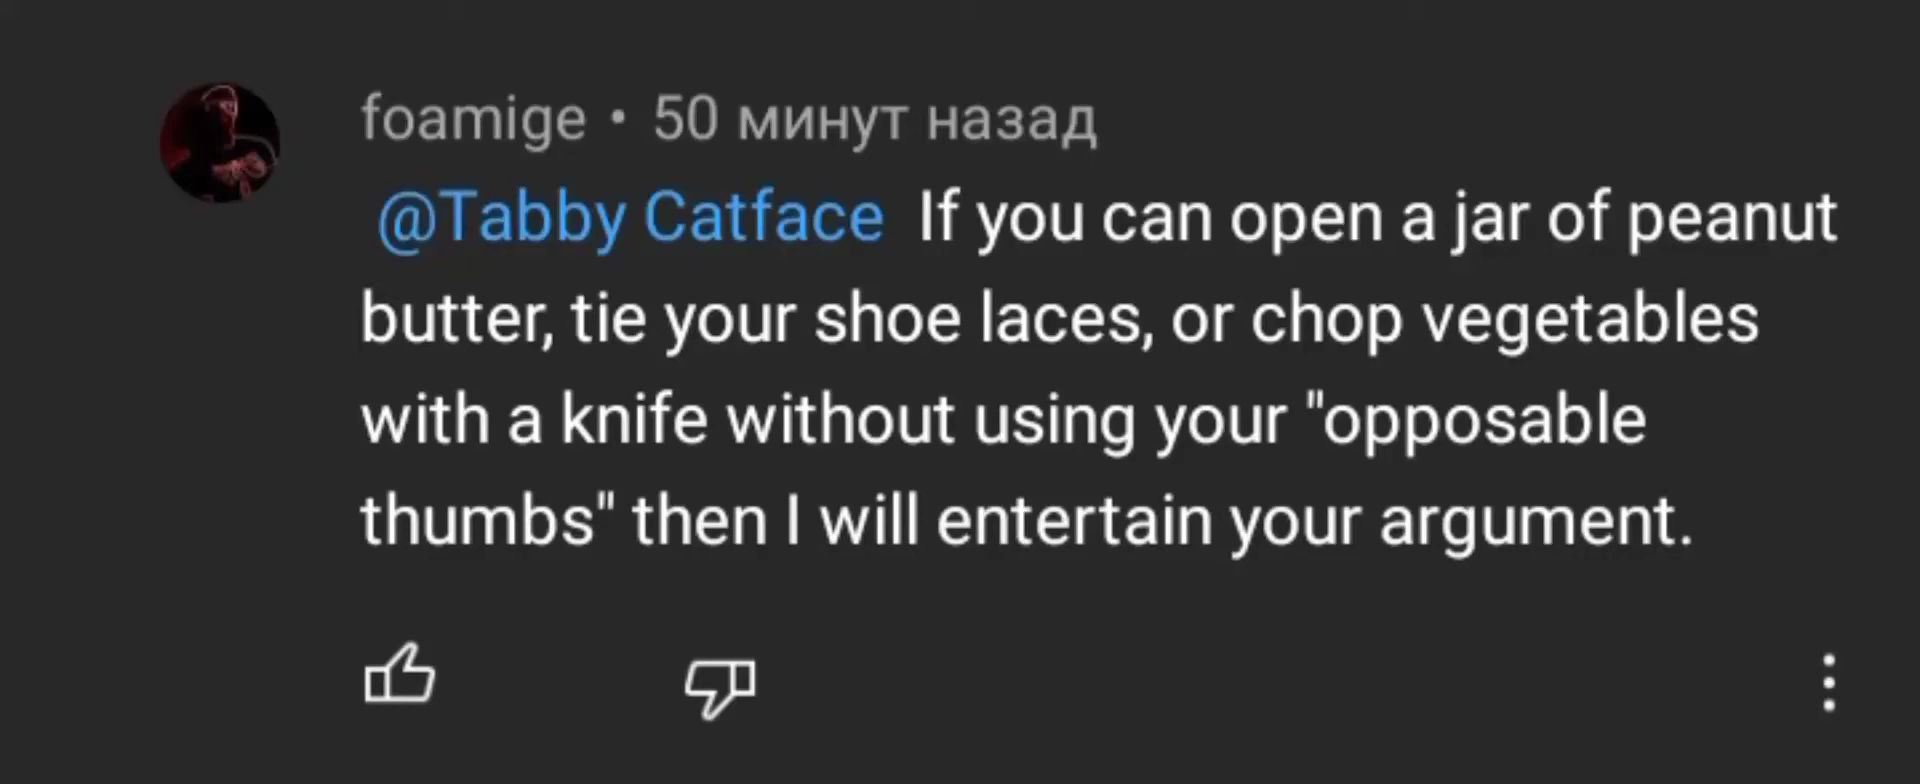 foamige • 50 минут назад
@Tabby Catface If you can open a jar of peanut
butter, tie your shoe laces, or chop vegetables
with a knife without using your "opposable
thumbs" then I will entertain your argument.